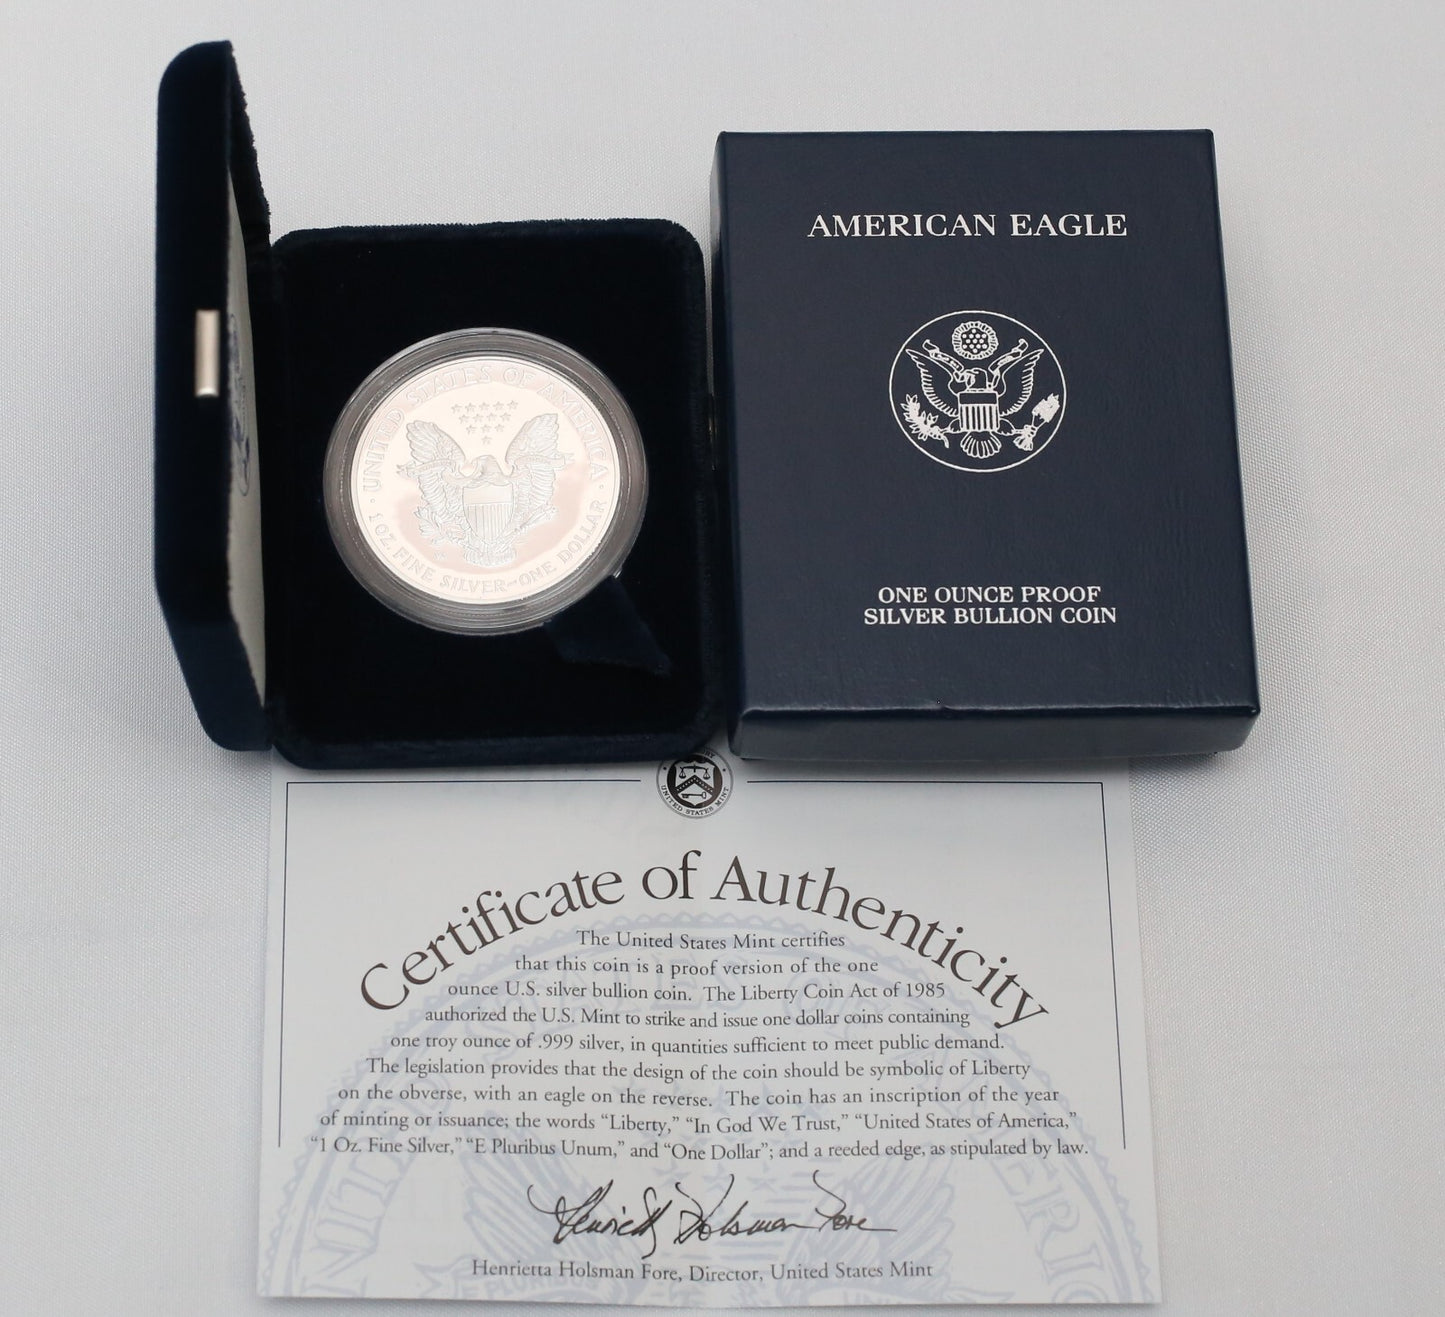 UNITED STATES OF AMERICA
1 OZ. FINE SILVER~ONE DOLLAR
AMERICAN EAGLE
ONE OUNCE PROOF
SILVER BULLION COIN
UNITED STATES MINT
Certificate of Authenticity
The United States Mint certifies
that this coin is a proof version of the one
ounce U.S. silver bullion coin. The Liberty Coin Act of 1985
authorized the U.S. Mint to strike and issue one dollar coins containing
one troy ounce of .999 silver, in quantities sufficient to meet public demand.
The legislation provides that the design of the coin should be symbolic of Liberty
on the obverse, with an eagle on the reverse. The coin has an inscription of the year
of minting or issuance; the words “Liberty,” “In God We Trust,” “United States of America,”
“1 Oz. Fine Silver,” “E Pluribus Unum,” and “One Dollar”; and a reeded edge, as stipulated by law.
Henrietta Holsman Fore
Henrietta Holsman Fore, Director, United States Mint